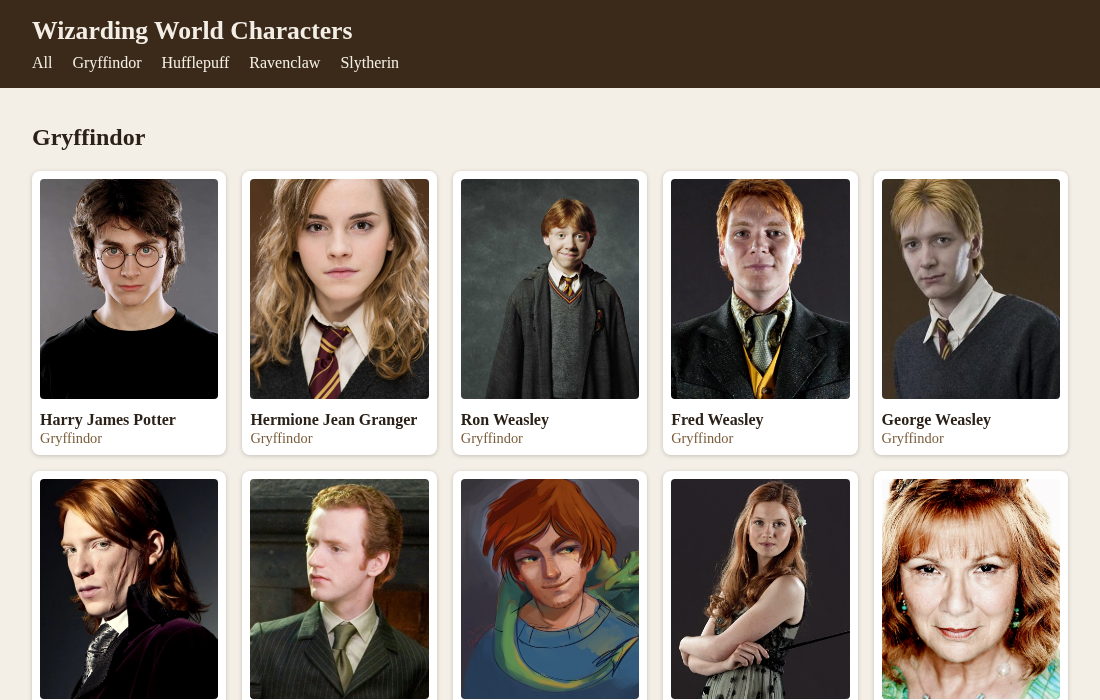 Wizarding World Characters
All Gryffindor Hufflepuff Ravenclaw Slytherin
Gryffindor
Harry James Potter Hermione Jean Granger Ron Weasley Fred Weasley George Weasley
Gryffindor Gryffindor Gryffindor Gryffindor Gryffindor